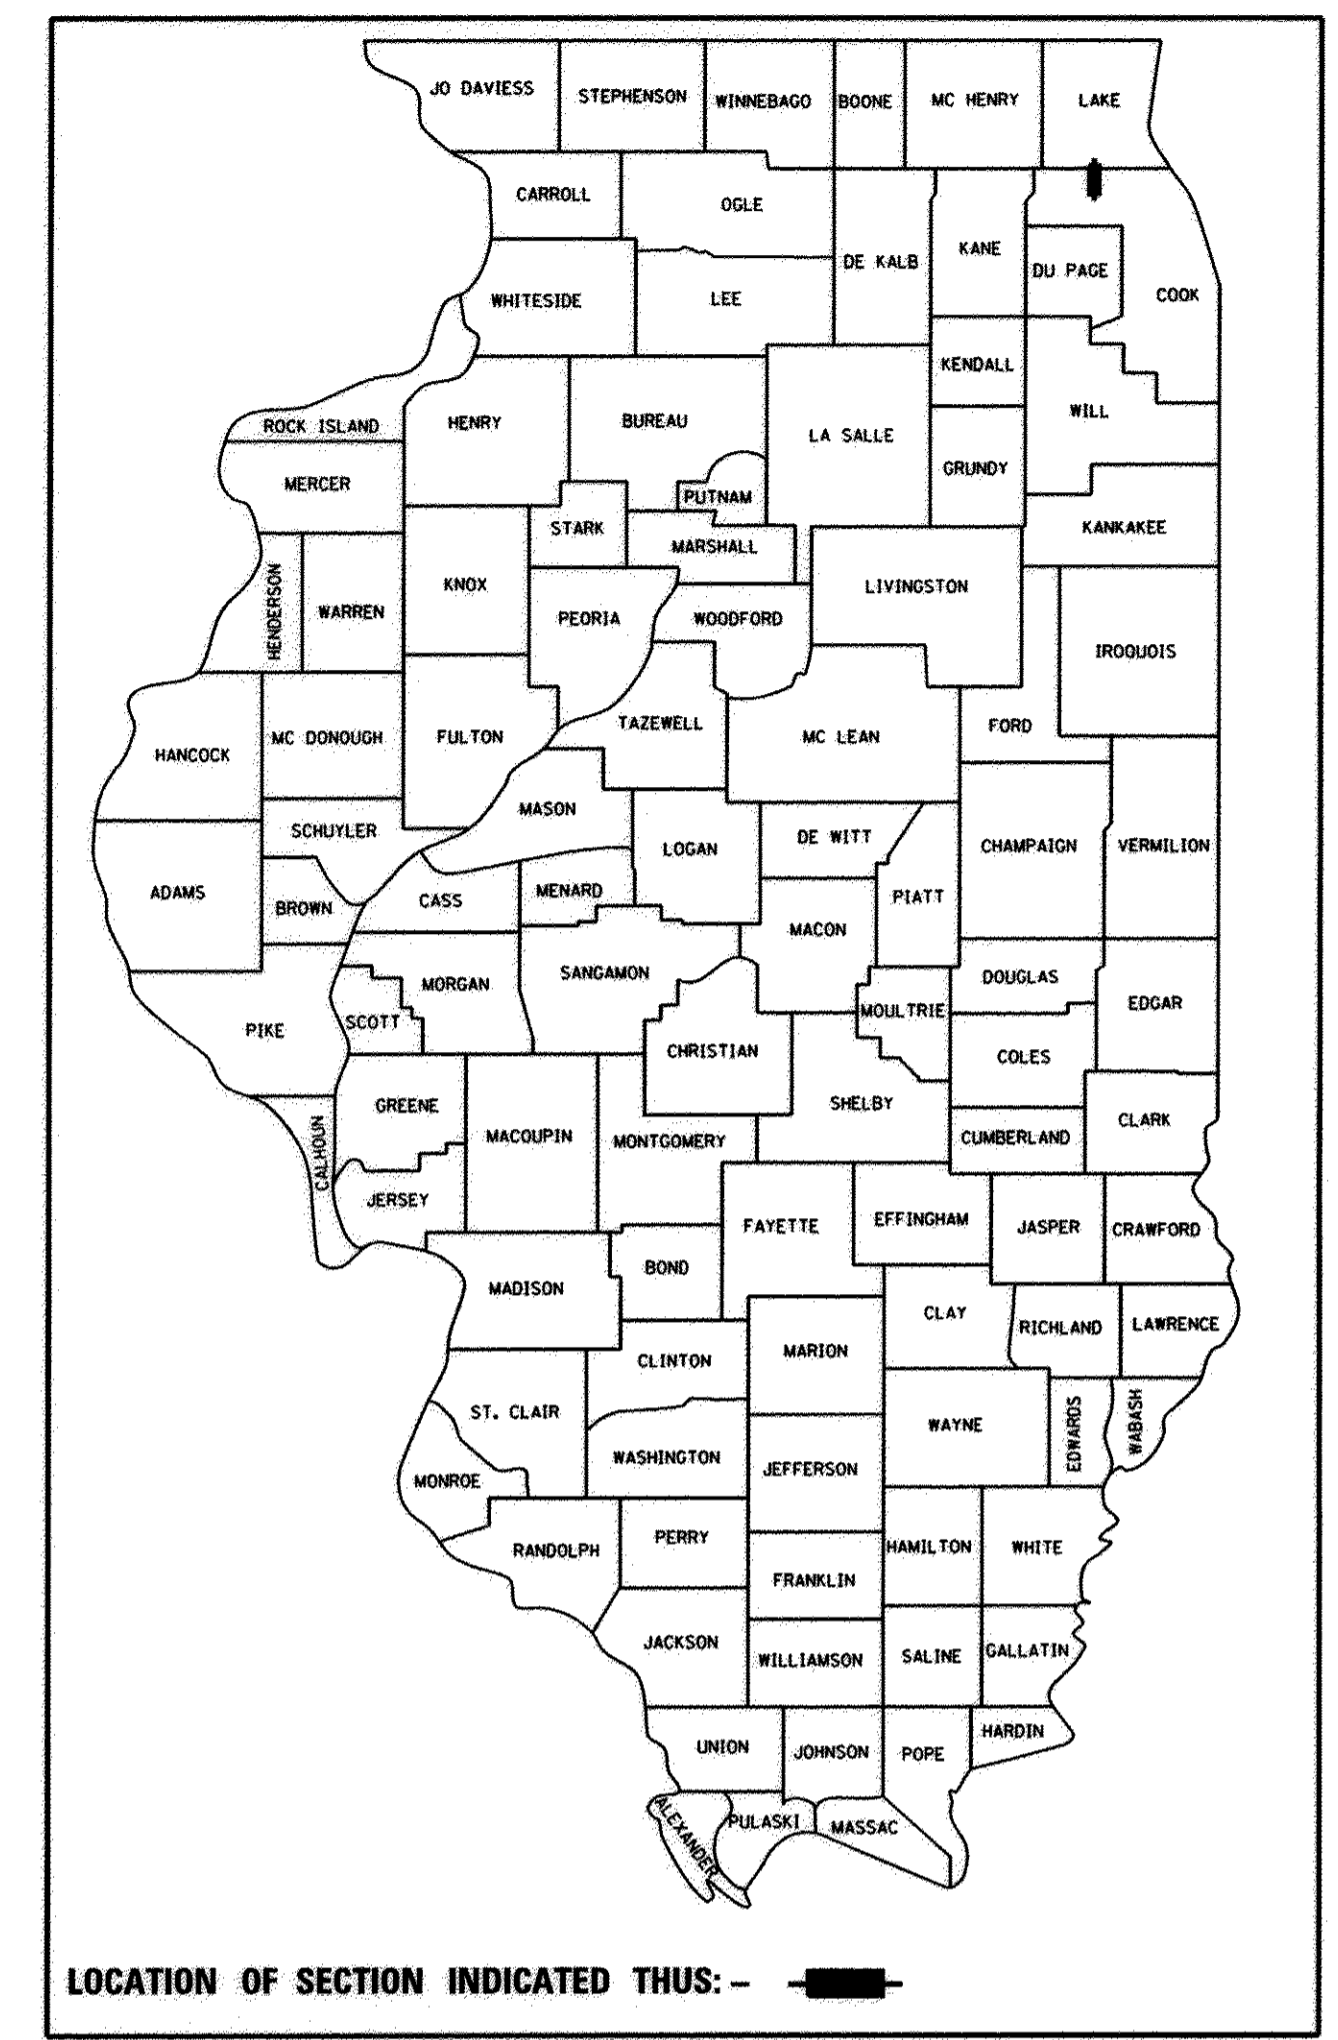 JO DAVIESS
STEPHENSON
WINNEBAGO
BOONE
MC HENRY
LAKE
CARROLL
OGLE
DE KALB
KANE
DU PAGE
COOK
WHITESIDE
LEE
KENDALL
ROCK ISLAND
HENRY
BUREAU
LA SALLE
WILL
GRUNDY
MERCER
PUTNAM
STARK
MARSHALL
KANKAKEE
HENDERSON
WARREN
KNOX
PEORIA
WOODFORD
LIVINGSTON
IROQUOIS
HANCOCK
MC DONOUGH
FULTON
TAZEWELL
MC LEAN
FORD
SCHUYLER
MASON
LOGAN
DE WITT
CHAMPAIGN
VERMILION
ADAMS
BROWN
CASS
MENARD
PIATT
MACON
MORGAN
SANGAMON
DOUGLAS
EDGAR
PIKE
SCOTT
CHRISTIAN
MOULTRIE
COLES
CALHOUN
GREENE
MACOUPIN
MONTGOMERY
SHELBY
CUMBERLAND
CLARK
JERSEY
FAYETTE
EFFINGHAM
JASPER
CRAWFORD
MADISON
BOND
CLAY
RICHLAND
LAWRENCE
CLINTON
MARION
ST. CLAIR
WAYNE
EDWARDS
WABASH
MONROE
WASHINGTON
JEFFERSON
RANDOLPH
PERRY
FRANKLIN
HAMILTON
WHITE
JACKSON
WILLIAMSON
SALINE
GALLATIN
UNION
JOHNSON
POPE
HARDIN
ALEXANDER
PULASKI
MASSAC
LOCATION OF SECTION INDICATED THUS: –